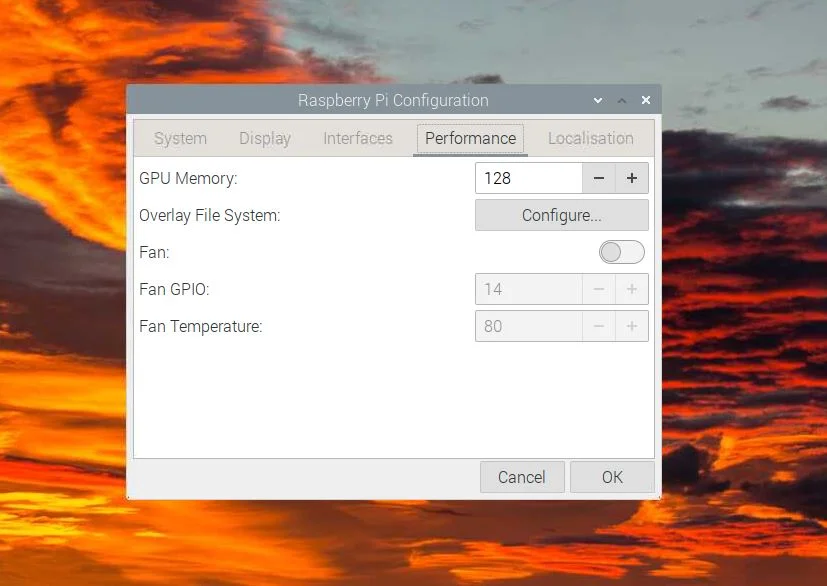 Raspberry Pi Configuration
System Display Interfaces Performance Localisation
GPU Memory: 128
Overlay File System: Configure...
Fan:
Fan GPIO: 14
Fan Temperature: 80
Cancel OK